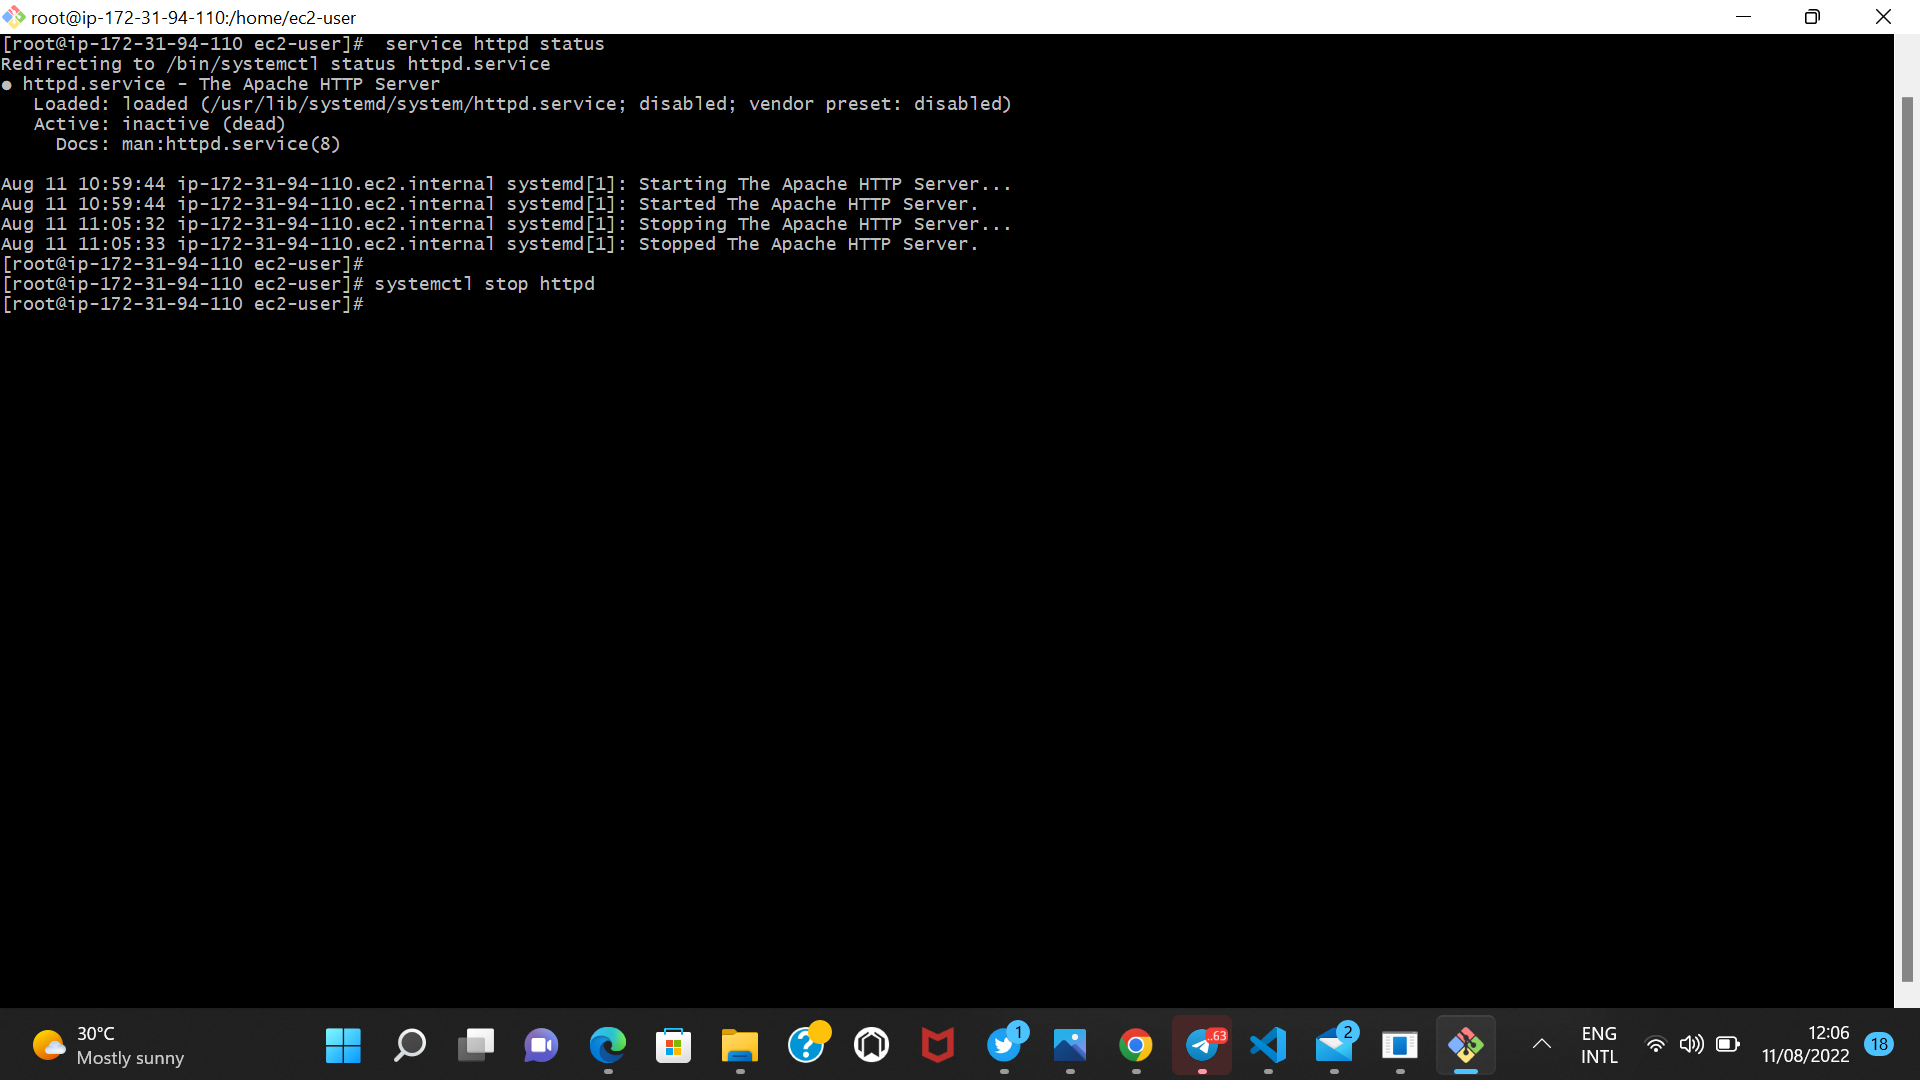 root@ip-172-31-94-110:/home/ec2-user
[root@ip-172-31-94-110 ec2-user]#  service httpd status
Redirecting to /bin/systemctl status httpd.service
● httpd.service - The Apache HTTP Server
   Loaded: loaded (/usr/lib/systemd/system/httpd.service; disabled; vendor preset: disabled)
   Active: inactive (dead)
     Docs: man:httpd.service(8)

Aug 11 10:59:44 ip-172-31-94-110.ec2.internal systemd[1]: Starting The Apache HTTP Server...
Aug 11 10:59:44 ip-172-31-94-110.ec2.internal systemd[1]: Started The Apache HTTP Server.
Aug 11 11:05:32 ip-172-31-94-110.ec2.internal systemd[1]: Stopping The Apache HTTP Server...
Aug 11 11:05:33 ip-172-31-94-110.ec2.internal systemd[1]: Stopped The Apache HTTP Server.
[root@ip-172-31-94-110 ec2-user]#
[root@ip-172-31-94-110 ec2-user]# systemctl stop httpd
[root@ip-172-31-94-110 ec2-user]#
30°C
Mostly sunny
1
..63
2
ENG
INTL
12:06
11/08/2022
18